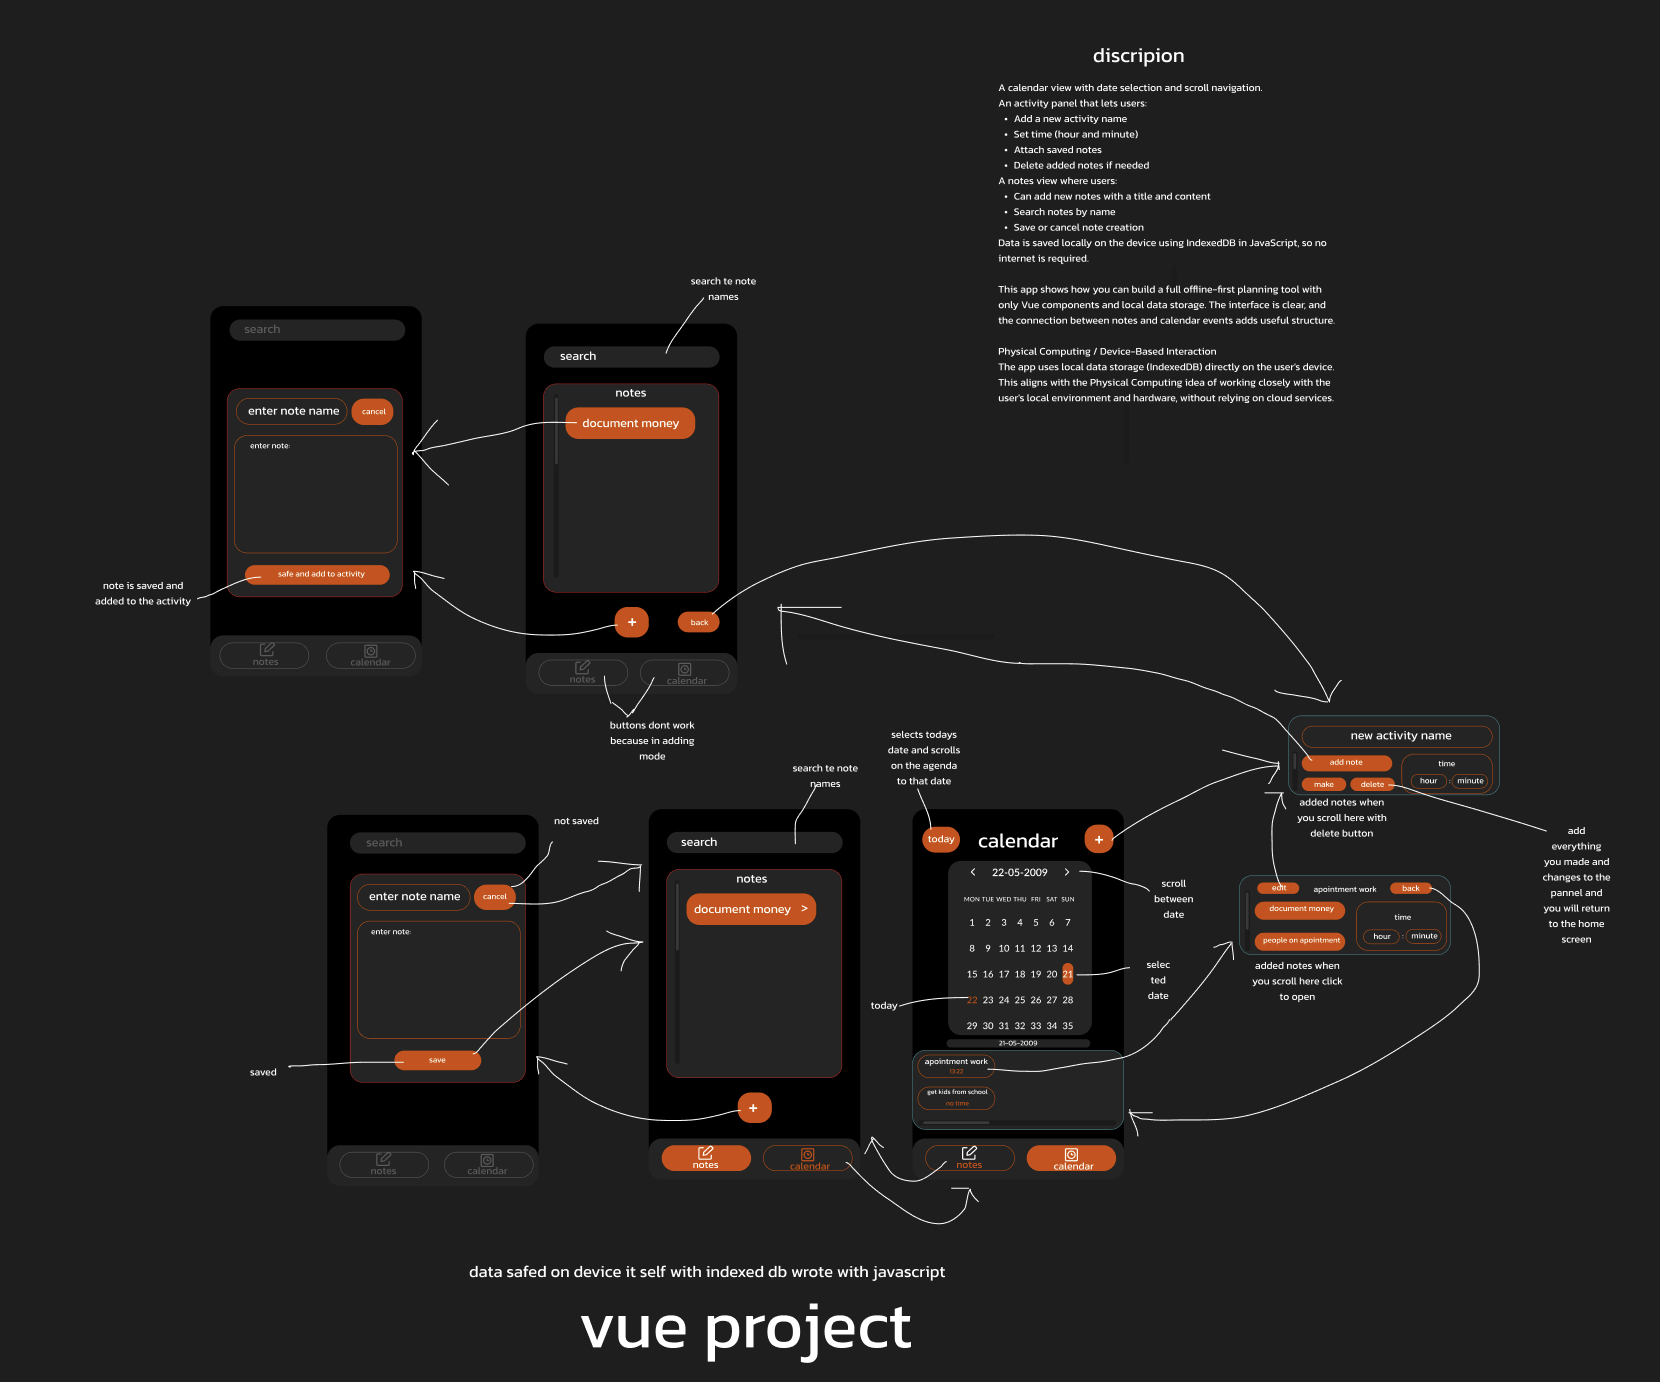 discripion
A calendar view with date selection and scroll navigation.
An activity panel that lets users:
• Add a new activity name
• Set time (hour and minute)
• Attach saved notes
• Delete added notes if needed
A notes view where users:
• Can add new notes with a title and content
• Search notes by name
• Save or cancel note creation
Data is saved locally on the device using IndexedDB in JavaScript, so no
internet is required.
This app shows how you can build a full offline-first planning tool with
only Vue components and local data storage. The interface is clear, and
the connection between notes and calendar events adds useful structure.
Physical Computing / Device-Based Interaction
The app uses local data storage (IndexedDB) directly on the user's device.
This aligns with the Physical Computing idea of working closely with the
user's local environment and hardware, without relying on cloud services.
search
enter note name
cancel
enter note:
safe and add to activity
notes
calendar
note is saved and
added to the activity
search te note
names
search
notes
document money
+
back
notes
calendar
buttons dont work
because in adding
mode
new activity name
add note
make
delete
time
hour : minute
added notes when
you scroll here with
delete button
add
everything
you made and
changes to the
pannel and
you will return
to the home
screen
edit
apointment work
back
document money
people on apointment
time
hour : minute
added notes when
you scroll here click
to open
not saved
search
enter note name
cancel
enter note:
save
saved
notes
calendar
search te note
names
search
notes
document money >
+
notes
calendar
selects todays
date and scrolls
on the agenda
to that date
today
calendar
+
< 22-05-2009 >
MON TUE WED THU FRI SAT SUN
1 2 3 4 5 6 7
8 9 10 11 12 13 14
15 16 17 18 19 20 21
22 23 24 25 26 27 28
29 30 31 32 33 34 35
21-05-2009
apointment work
13:22
get kids from school
no time
notes
calendar
scroll
between
date
selec
ted
date
today
data safed on device it self with indexed db wrote with javascript
vue project